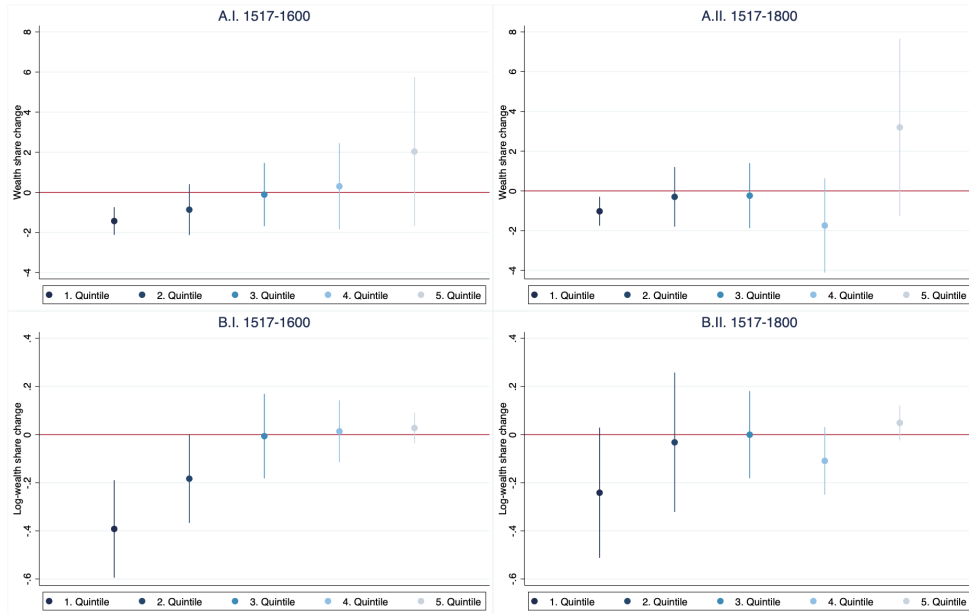 A.I. 1517-1600
Wealth share change
8
6
4
2
0
-2
-4
1. Quintile 2. Quintile 3. Quintile 4. Quintile 5. Quintile
A.II. 1517-1800
Wealth share change
8
6
4
2
0
-2
-4
1. Quintile 2. Quintile 3. Quintile 4. Quintile 5. Quintile
B.I. 1517-1600
Log-wealth share change
.4
.2
0
-.2
-.4
-.6
1. Quintile 2. Quintile 3. Quintile 4. Quintile 5. Quintile
B.II. 1517-1800
Log-wealth share change
.4
.2
0
-.2
-.4
-.6
1. Quintile 2. Quintile 3. Quintile 4. Quintile 5. Quintile